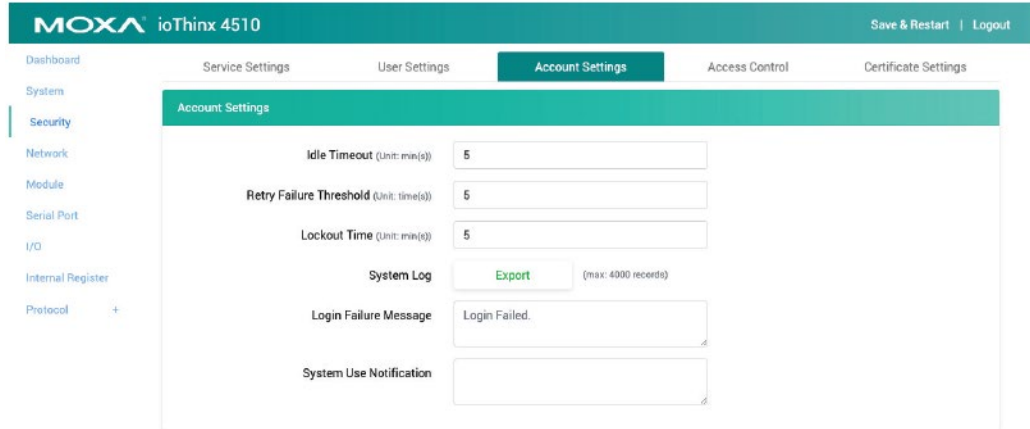 MOXA ioThinx 4510
Save & Restart | Logout
Dashboard
System
Security
Network
Module
Serial Port
I/O
Internal Register
Protocol +
Service Settings User Settings Account Settings Access Control Certificate Settings
Account Settings
Idle Timeout (Unit: min(s)) 5
Retry Failure Threshold (Unit: time(s)) 5
Lockout Time (Unit: min(s)) 5
System Log Export (max: 4000 records)
Login Failure Message Login Failed.
System Use Notification